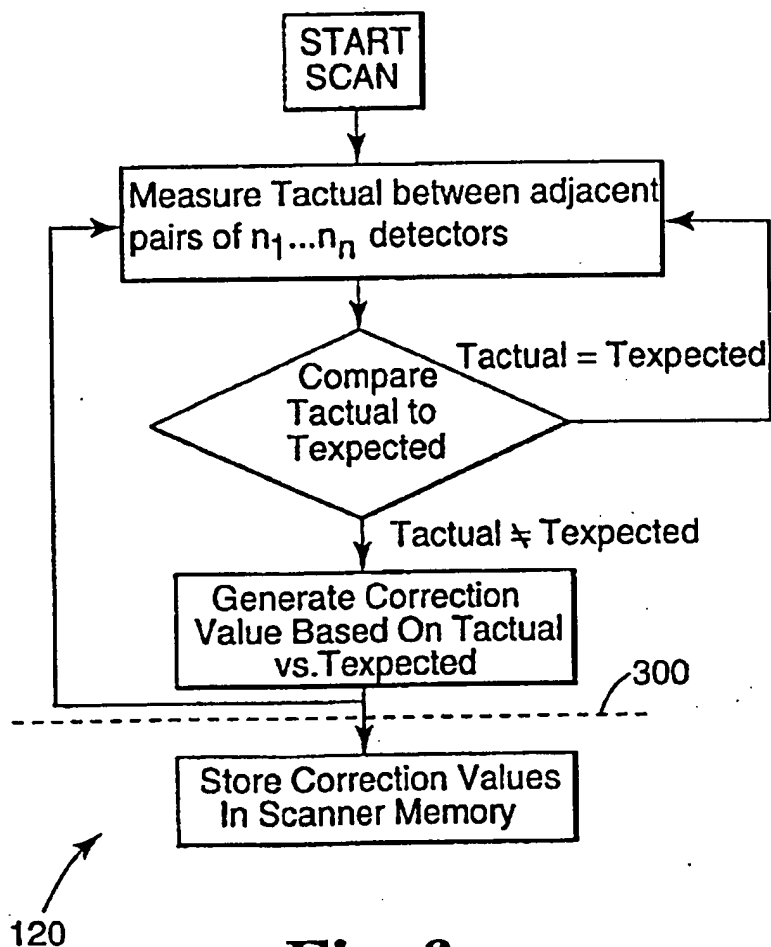 START
SCAN
Measure Tactual between adjacent
pairs of n1...nn detectors
Tactual = Texpected
Compare
Tactual to
Texpected
Tactual ≠ Texpected
Generate Correction
Value Based On Tactual
vs.Texpected
300
Store Correction Values
In Scanner Memory
120